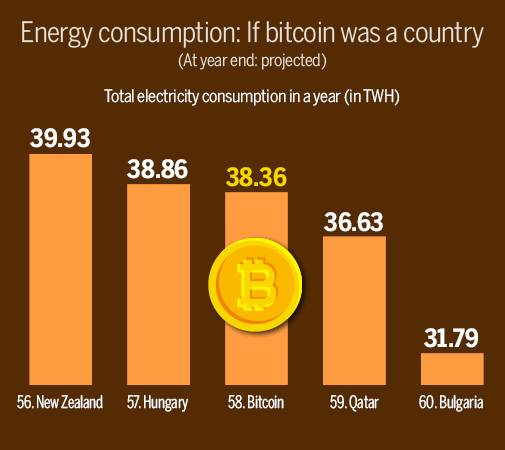 Energy consumption: If bitcoin was a country
(At year end: projected)
Total electricity consumption in a year (in TWH)
39.93
38.86
38.36
36.63
31.79
56. New Zealand
57. Hungary
58. Bitcoin
59. Qatar
60. Bulgaria